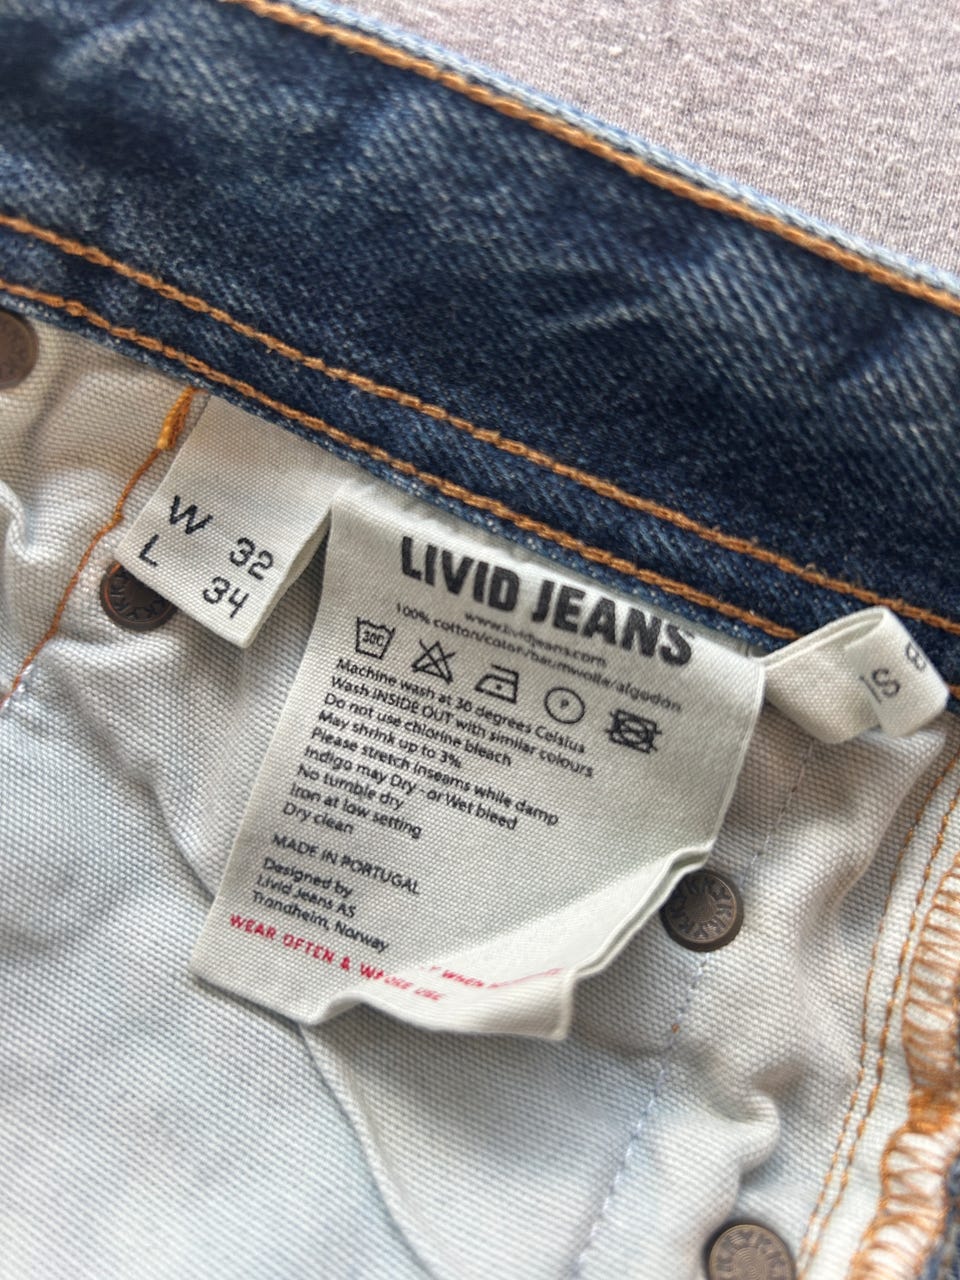 W 32
L 34
LIVID JEANS
www.lividjeans.com
100% cotton/coton/baumwolle/algodón
30C
P
Machine wash at 30 degrees Celsius
Wash INSIDE OUT with similar colours
Do not use chlorine bleach
May shrink up to 3%
Please stretch inseams while damp
Indigo may Dry - or Wet bleed
No tumble dry
Iron at low setting
Dry clean
MADE IN PORTUGAL
Designed by
Livid Jeans AS
Trondheim, Norway
WEAR OFTEN & W